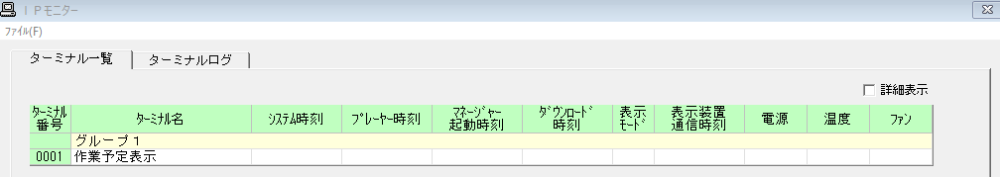 IPモニター
ﾌｧｲﾙ(F)
ターミナル一覧 ターミナルログ
詳細表示
ﾀｰﾐﾅﾙ番号 ﾀｰﾐﾅﾙ名 ｼｽﾃﾑ時刻 ﾌﾟﾚｰﾔｰ時刻 ﾏﾈｰｼﾞｬｰ起動時刻 ﾀﾞｳﾝﾛｰﾄﾞ時刻 表示ﾓｰﾄﾞ 表示装置通信時刻 電源 温度 ﾌｧﾝ
グループ１
0001 作業予定表示